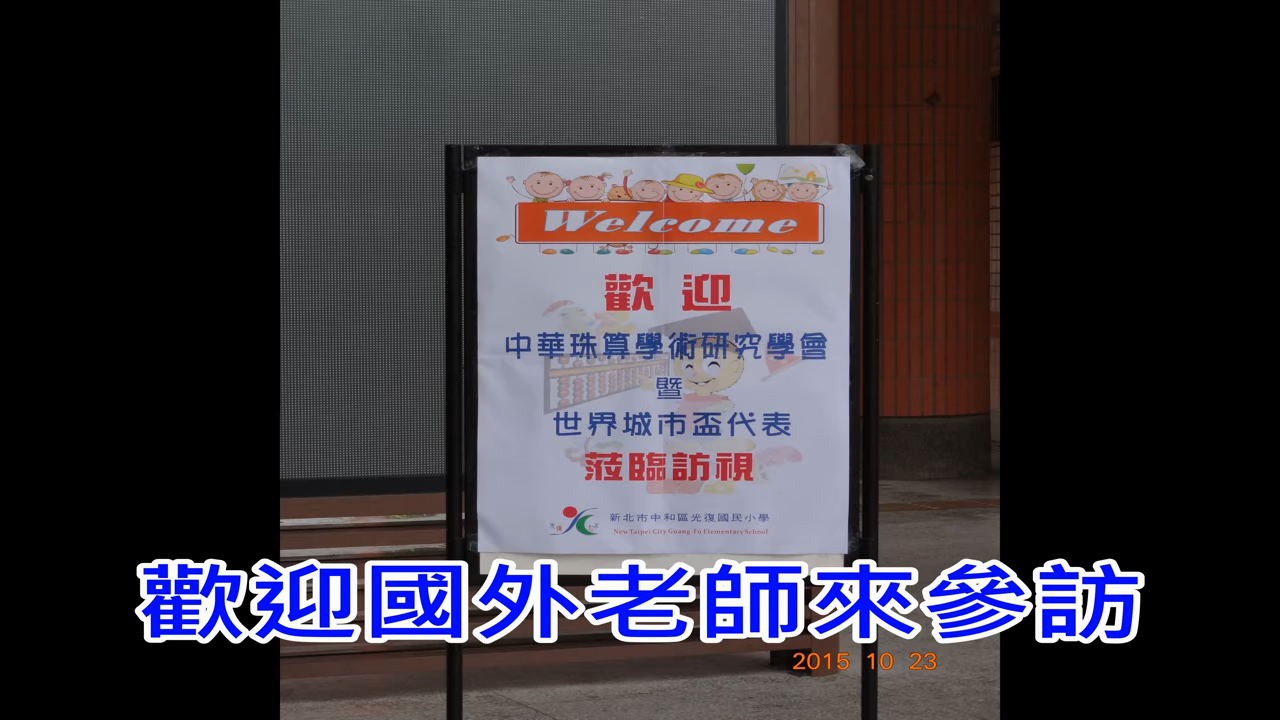 Welcome
歡迎
中華珠算學術研究學會
暨
世界城市盃代表
蒞臨訪視
新北市中和區光復國民小學
New Taipei City Guang-Fu Elementary School
歡迎國外老師來參訪
2015 10 23